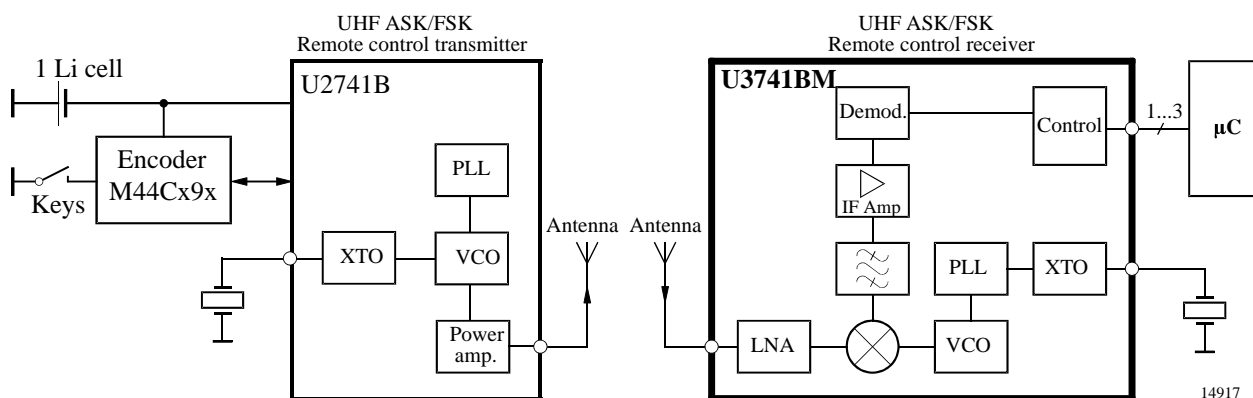 UHF ASK/FSK
Remote control transmitter
1 Li cell
U2741B
Encoder
M44Cx9x
Keys
PLL
XTO
VCO
Power
amp.
Antenna
UHF ASK/FSK
Remote control receiver
U3741BM
Demod.
Control
1...3
µC
IF Amp
Antenna
PLL
XTO
LNA
VCO
14917